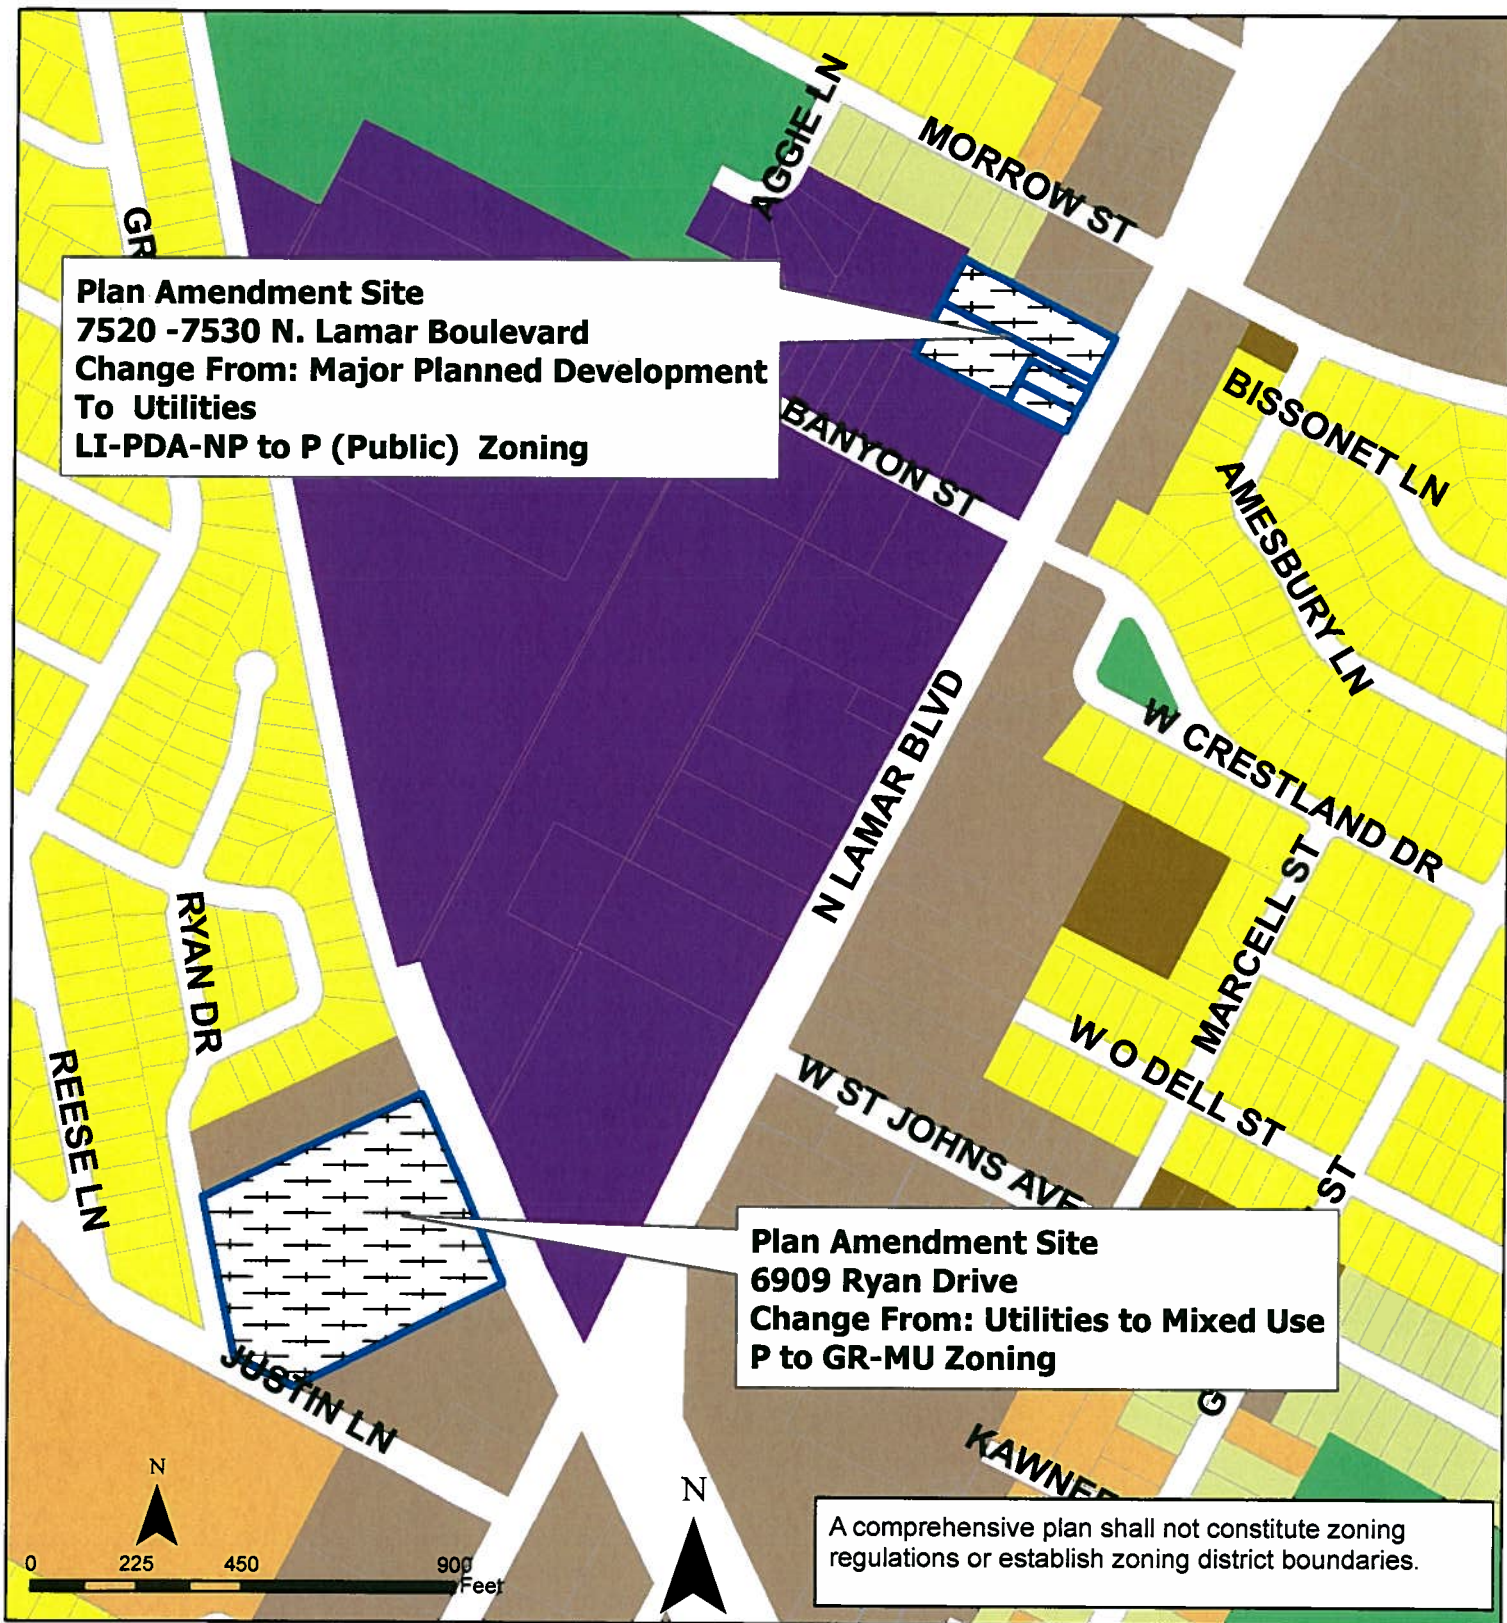 AGGIE LN
MORROW ST
GR
Plan Amendment Site
7520 -7530 N. Lamar Boulevard
Change From: Major Planned Development
To Utilities
LI-PDA-NP to P (Public) Zoning
BISSONET LN
BANYON ST
AMESBURY LN
W CRESTLAND DR
N LAMAR BLVD
MARCELL ST
RYAN DR
W O DELL ST
REESE LN
W ST JOHNS AVE
G
ST
Plan Amendment Site
6909 Ryan Drive
Change From: Utilities to Mixed Use
P to GR-MU Zoning
JUSTIN LN
KAWNEE
N
N
0 225 450 900
Feet
A comprehensive plan shall not constitute zoning
regulations or establish zoning district boundaries.